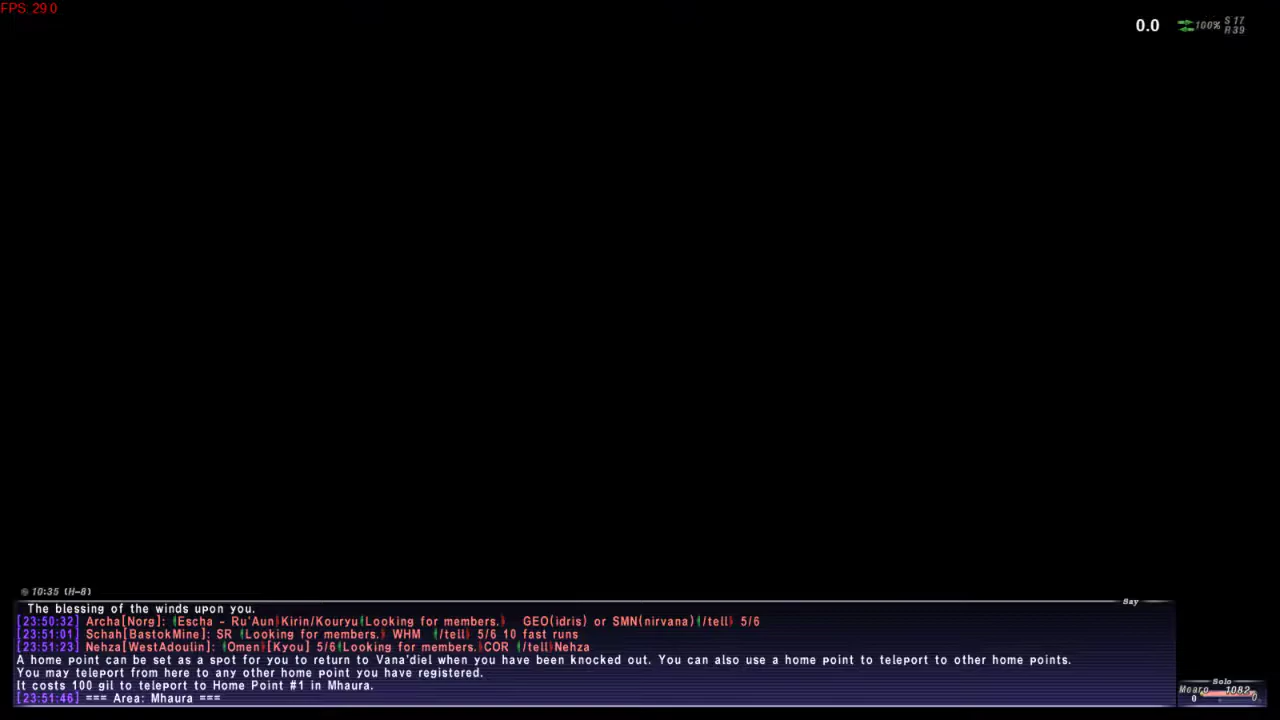 FPS: 29.0
0.0
100% S 17
R 39
10:35 (H-8)
Say
The blessing of the winds upon you.
[23:50:32] Archa[Norg]: Escha - Ru'Aun Kirin/Kouryu Looking for members. GEO(idris) or SMN(nirvana) /tell 5/6
[23:51:01] Schah[BastokMine]: SR Looking for members. WHM /tell 5/6 10 fast runs
[23:51:23] Nehza[WestAdoulin]: Omen [Kyou] 5/6 Looking for members. COR /tell Nehza
A home point can be set as a spot for you to return to Vana'diel when you have been knocked out. You can also use a home point to teleport to other home points.
You may teleport from here to any other home point you have registered.
It costs 100 gil to teleport to Home Point #1 in Mhaura.
[23:51:46] === Area: Mhaura ===
Solo
1082
0 0